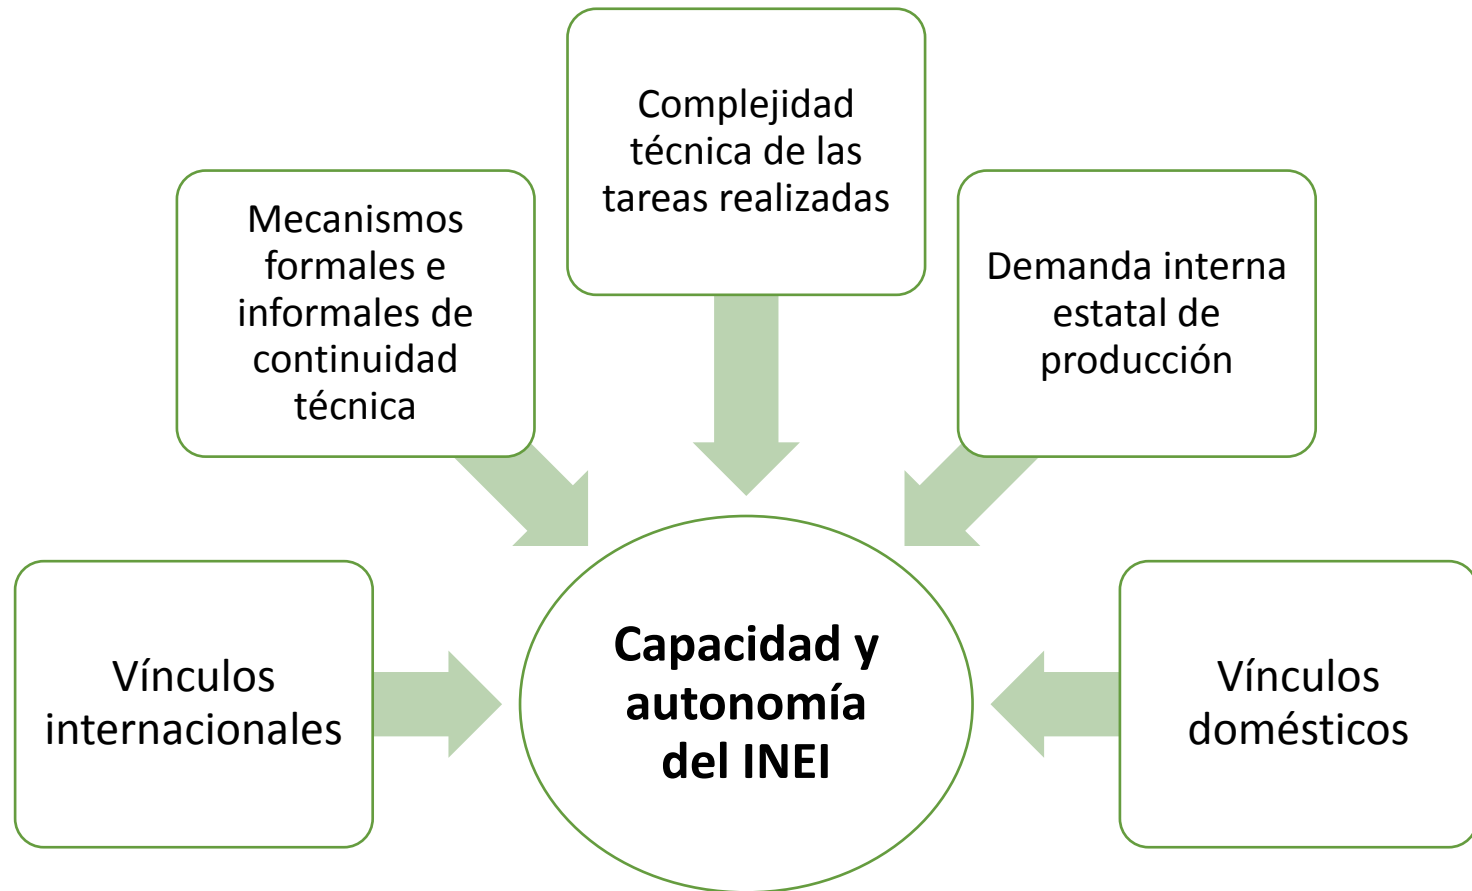 Complejidad
técnica de las
tareas realizadas
Mecanismos
formales e
informales de
continuidad
técnica
Demanda interna
estatal de
producción
Vínculos
internacionales
Capacidad y
autonomía
del INEI
Vínculos
domésticos